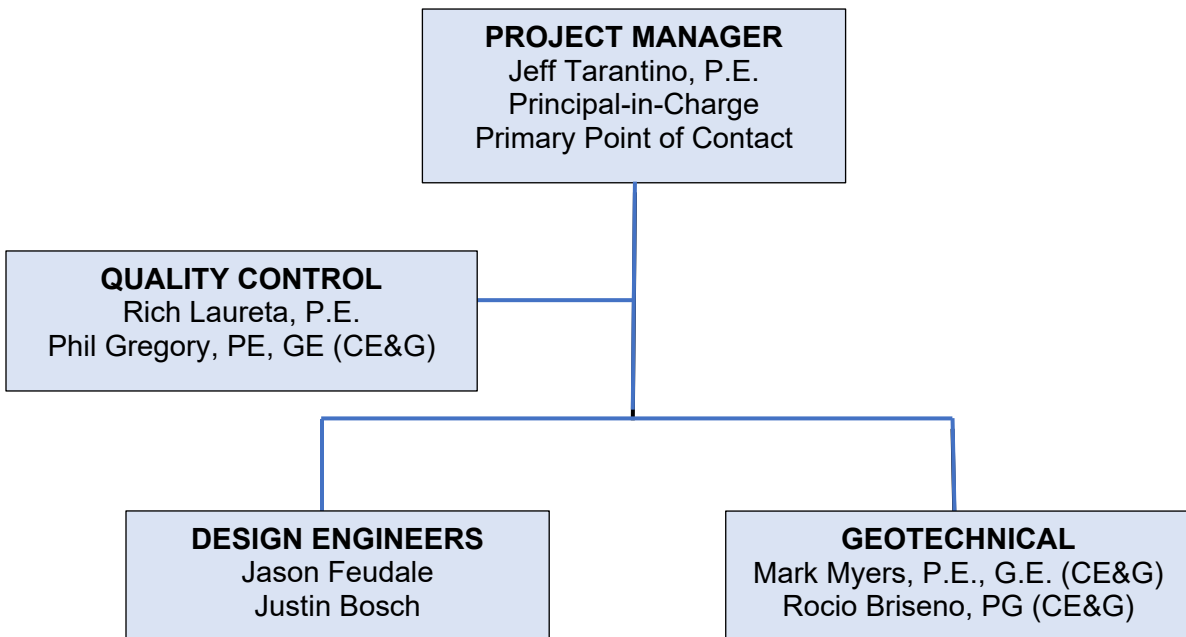 PROJECT MANAGER
Jeff Tarantino, P.E.
Principal-in-Charge
Primary Point of Contact
QUALITY CONTROL
Rich Laureta, P.E.
Phil Gregory, PE, GE (CE&G)
DESIGN ENGINEERS
Jason Feudale
Justin Bosch
GEOTECHNICAL
Mark Myers, P.E., G.E. (CE&G)
Rocio Briseno, PG (CE&G)